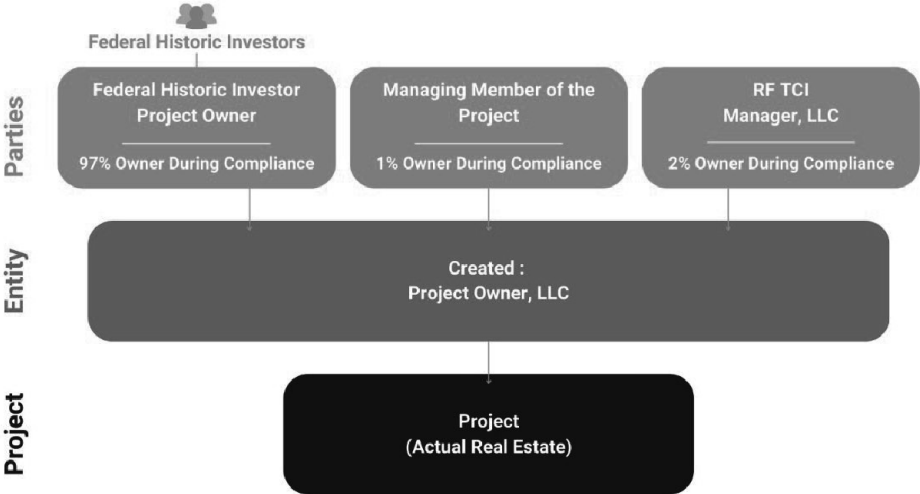 Federal Historic Investors
Parties
Federal Historic Investor
Project Owner
97% Owner During Compliance
Managing Member of the
Project
1% Owner During Compliance
RF TCI
Manager, LLC
2% Owner During Compliance
Entity
Created :
Project Owner, LLC
Project
Project
(Actual Real Estate)